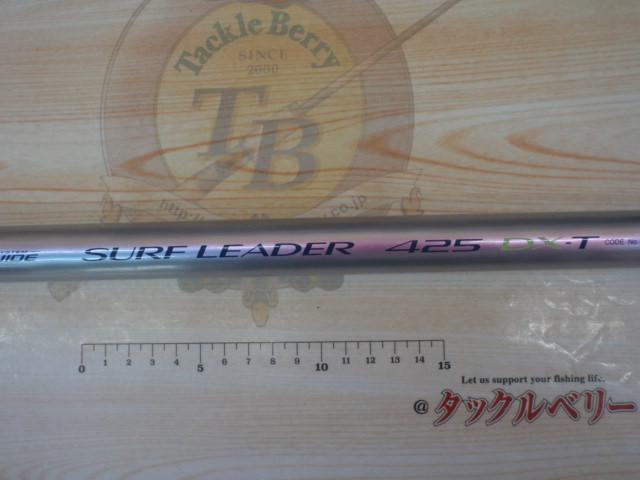 Tackle Berry
SINCE
2000
TB
SURF LEADER 425 DX-T CODE No
0 1 2 3 4 5 6 7 8 9 10 11 12 13 14 15
Let us support your fishing life.
@タックルベリー